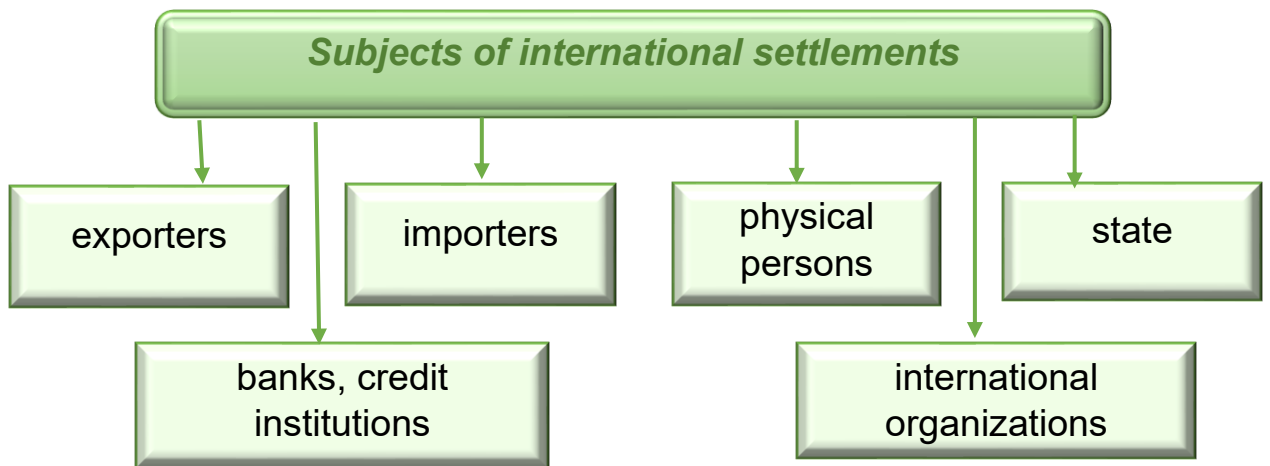 Subjects of international settlements
exporters
importers
physical
persons
state
banks, credit
institutions
international
organizations